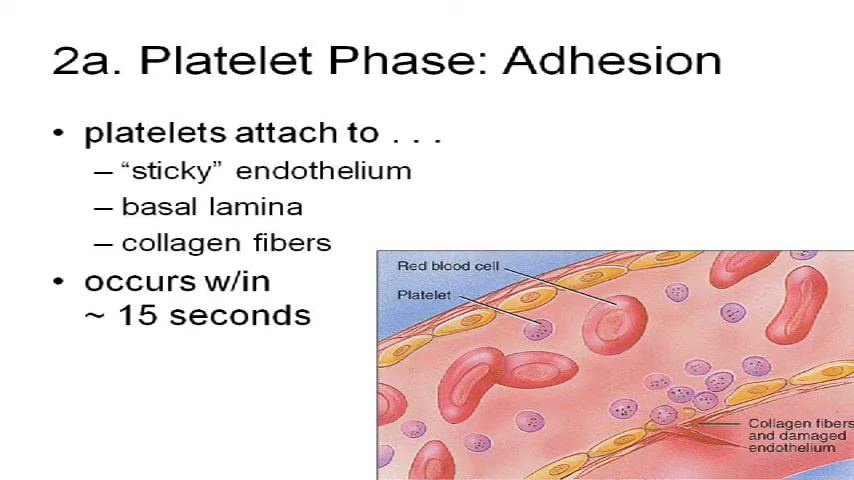 2a. Platelet Phase: Adhesion
• platelets attach to . . .
– “sticky” endothelium
– basal lamina
– collagen fibers
• occurs w/in
~ 15 seconds
Red blood cell
Platelet
Collagen fibers
and damaged
endothelium